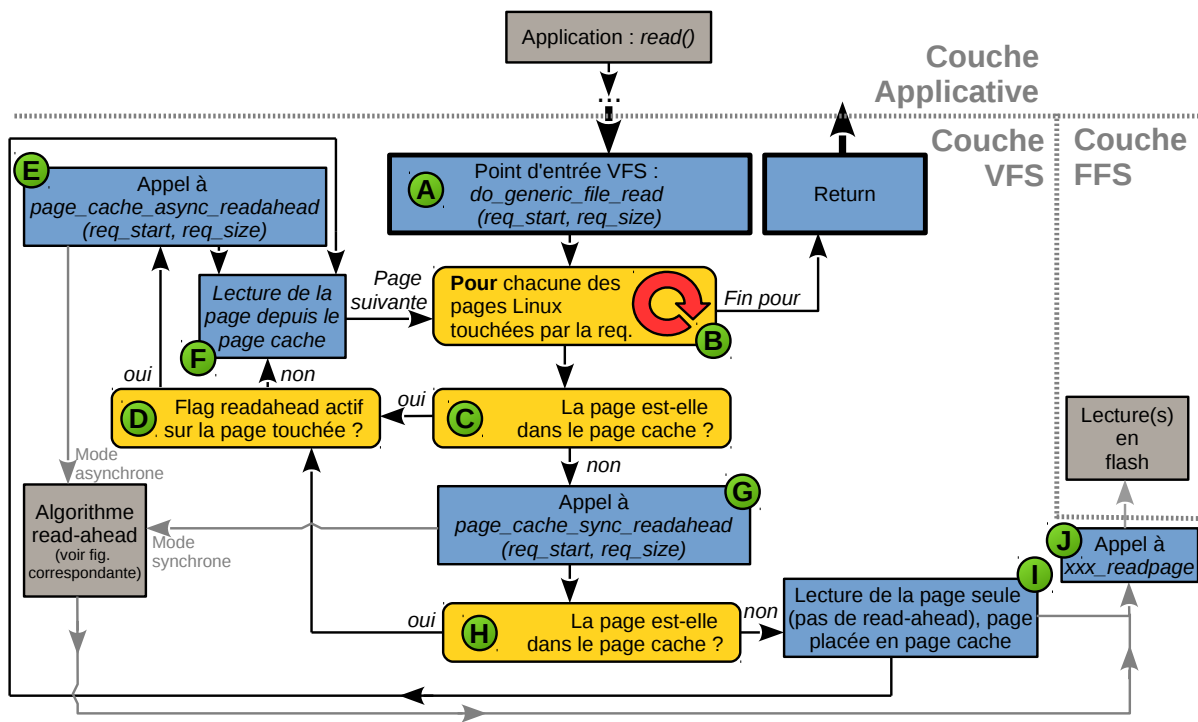 Application : read()
...
Couche
Applicative
Couche
VFS
Couche
FFS
E
Appel à
page_cache_async_readahead
(req_start, req_size)
A
Point d'entrée VFS :
do_generic_file_read
(req_start, req_size)
Return
Lecture de la
page depuis le
page cache
F
Page
suivante
Pour chacune des
pages Linux
touchées par la req.
B
Fin pour
oui
non
D
Flag readahead actif
sur la page touchée ?
oui
C
La page est-elle
dans le page cache ?
non
Lecture(s)
en
flash
Mode
asynchrone
Algorithme
read-ahead
(voir fig.
correspondante)
Mode
synchrone
G
Appel à
page_cache_sync_readahead
(req_start, req_size)
J
Appel à
xxx_readpage
I
Lecture de la page seule
(pas de read-ahead), page
placée en page cache
oui
H
La page est-elle
dans le page cache ?
non